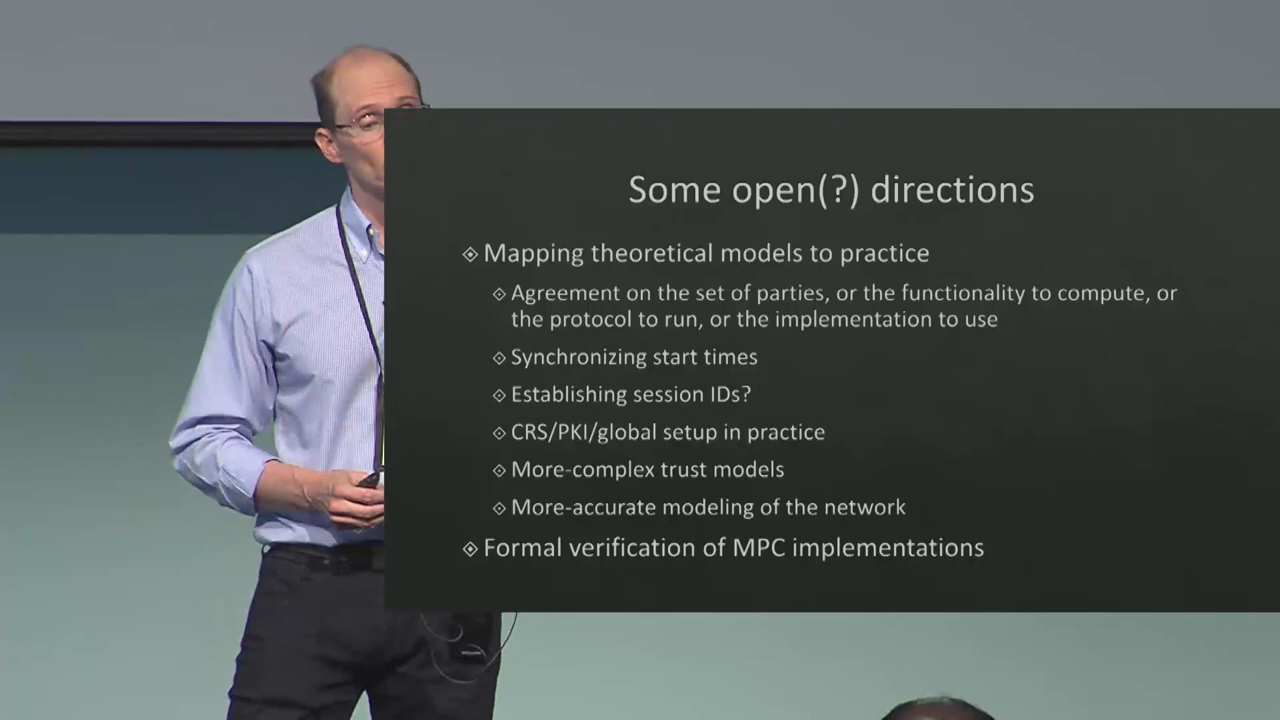 Some open(?) directions
Mapping theoretical models to practice
Agreement on the set of parties, or the functionality to compute, or
the protocol to run, or the implementation to use
Synchronizing start times
Establishing session IDs?
CRS/PKI/global setup in practice
More-complex trust models
More-accurate modeling of the network
Formal verification of MPC implementations